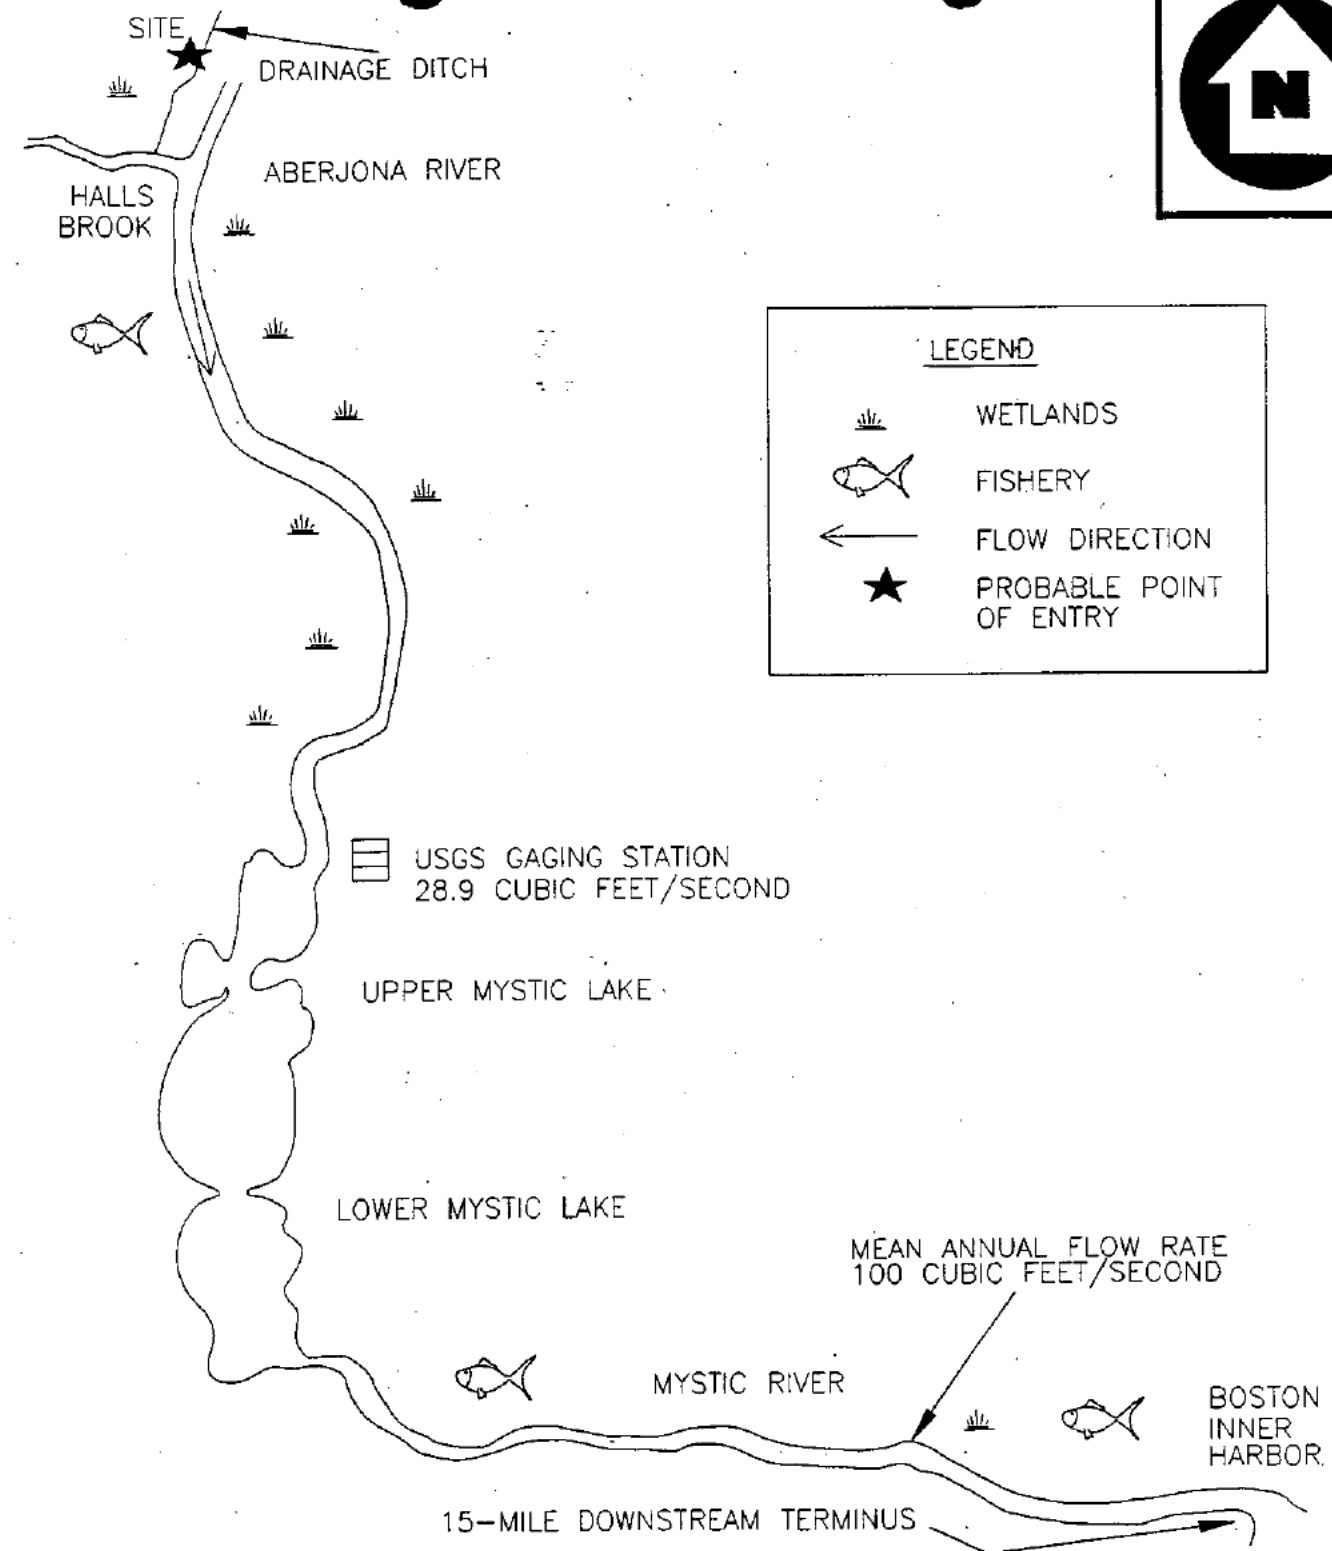 SITE
DRAINAGE DITCH
N
ABERJONA RIVER
HALLS
BROOK
LEGEND
WETLANDS
FISHERY
FLOW DIRECTION
PROBABLE POINT
OF ENTRY
USGS GAGING STATION
28.9 CUBIC FEET/SECOND
UPPER MYSTIC LAKE
LOWER MYSTIC LAKE
MEAN ANNUAL FLOW RATE
100 CUBIC FEET/SECOND
MYSTIC RIVER
BOSTON
INNER
HARBOR
15-MILE DOWNSTREAM TERMINUS